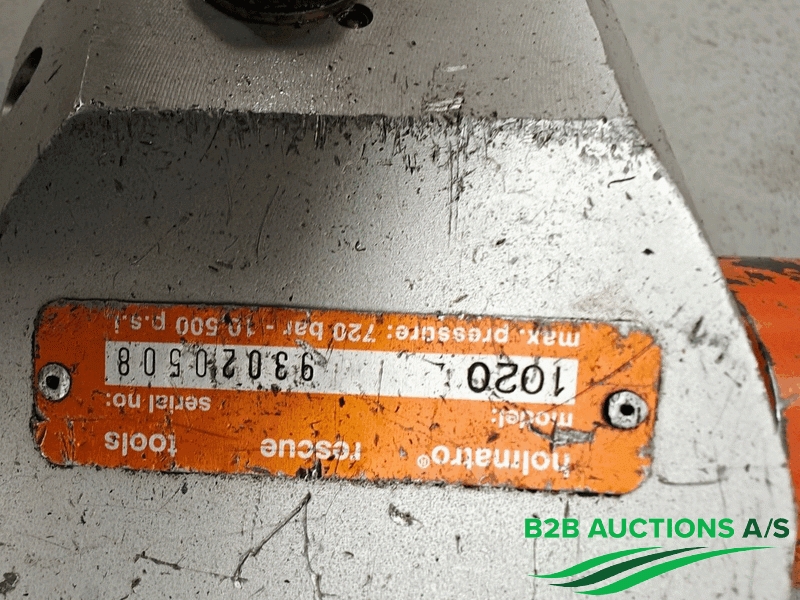 holmatro® rescue tools
model: serial no:
1020 93020508
max. pressure: 720 bar - 10.500 p.s.i
B2B AUCTIONS A/S